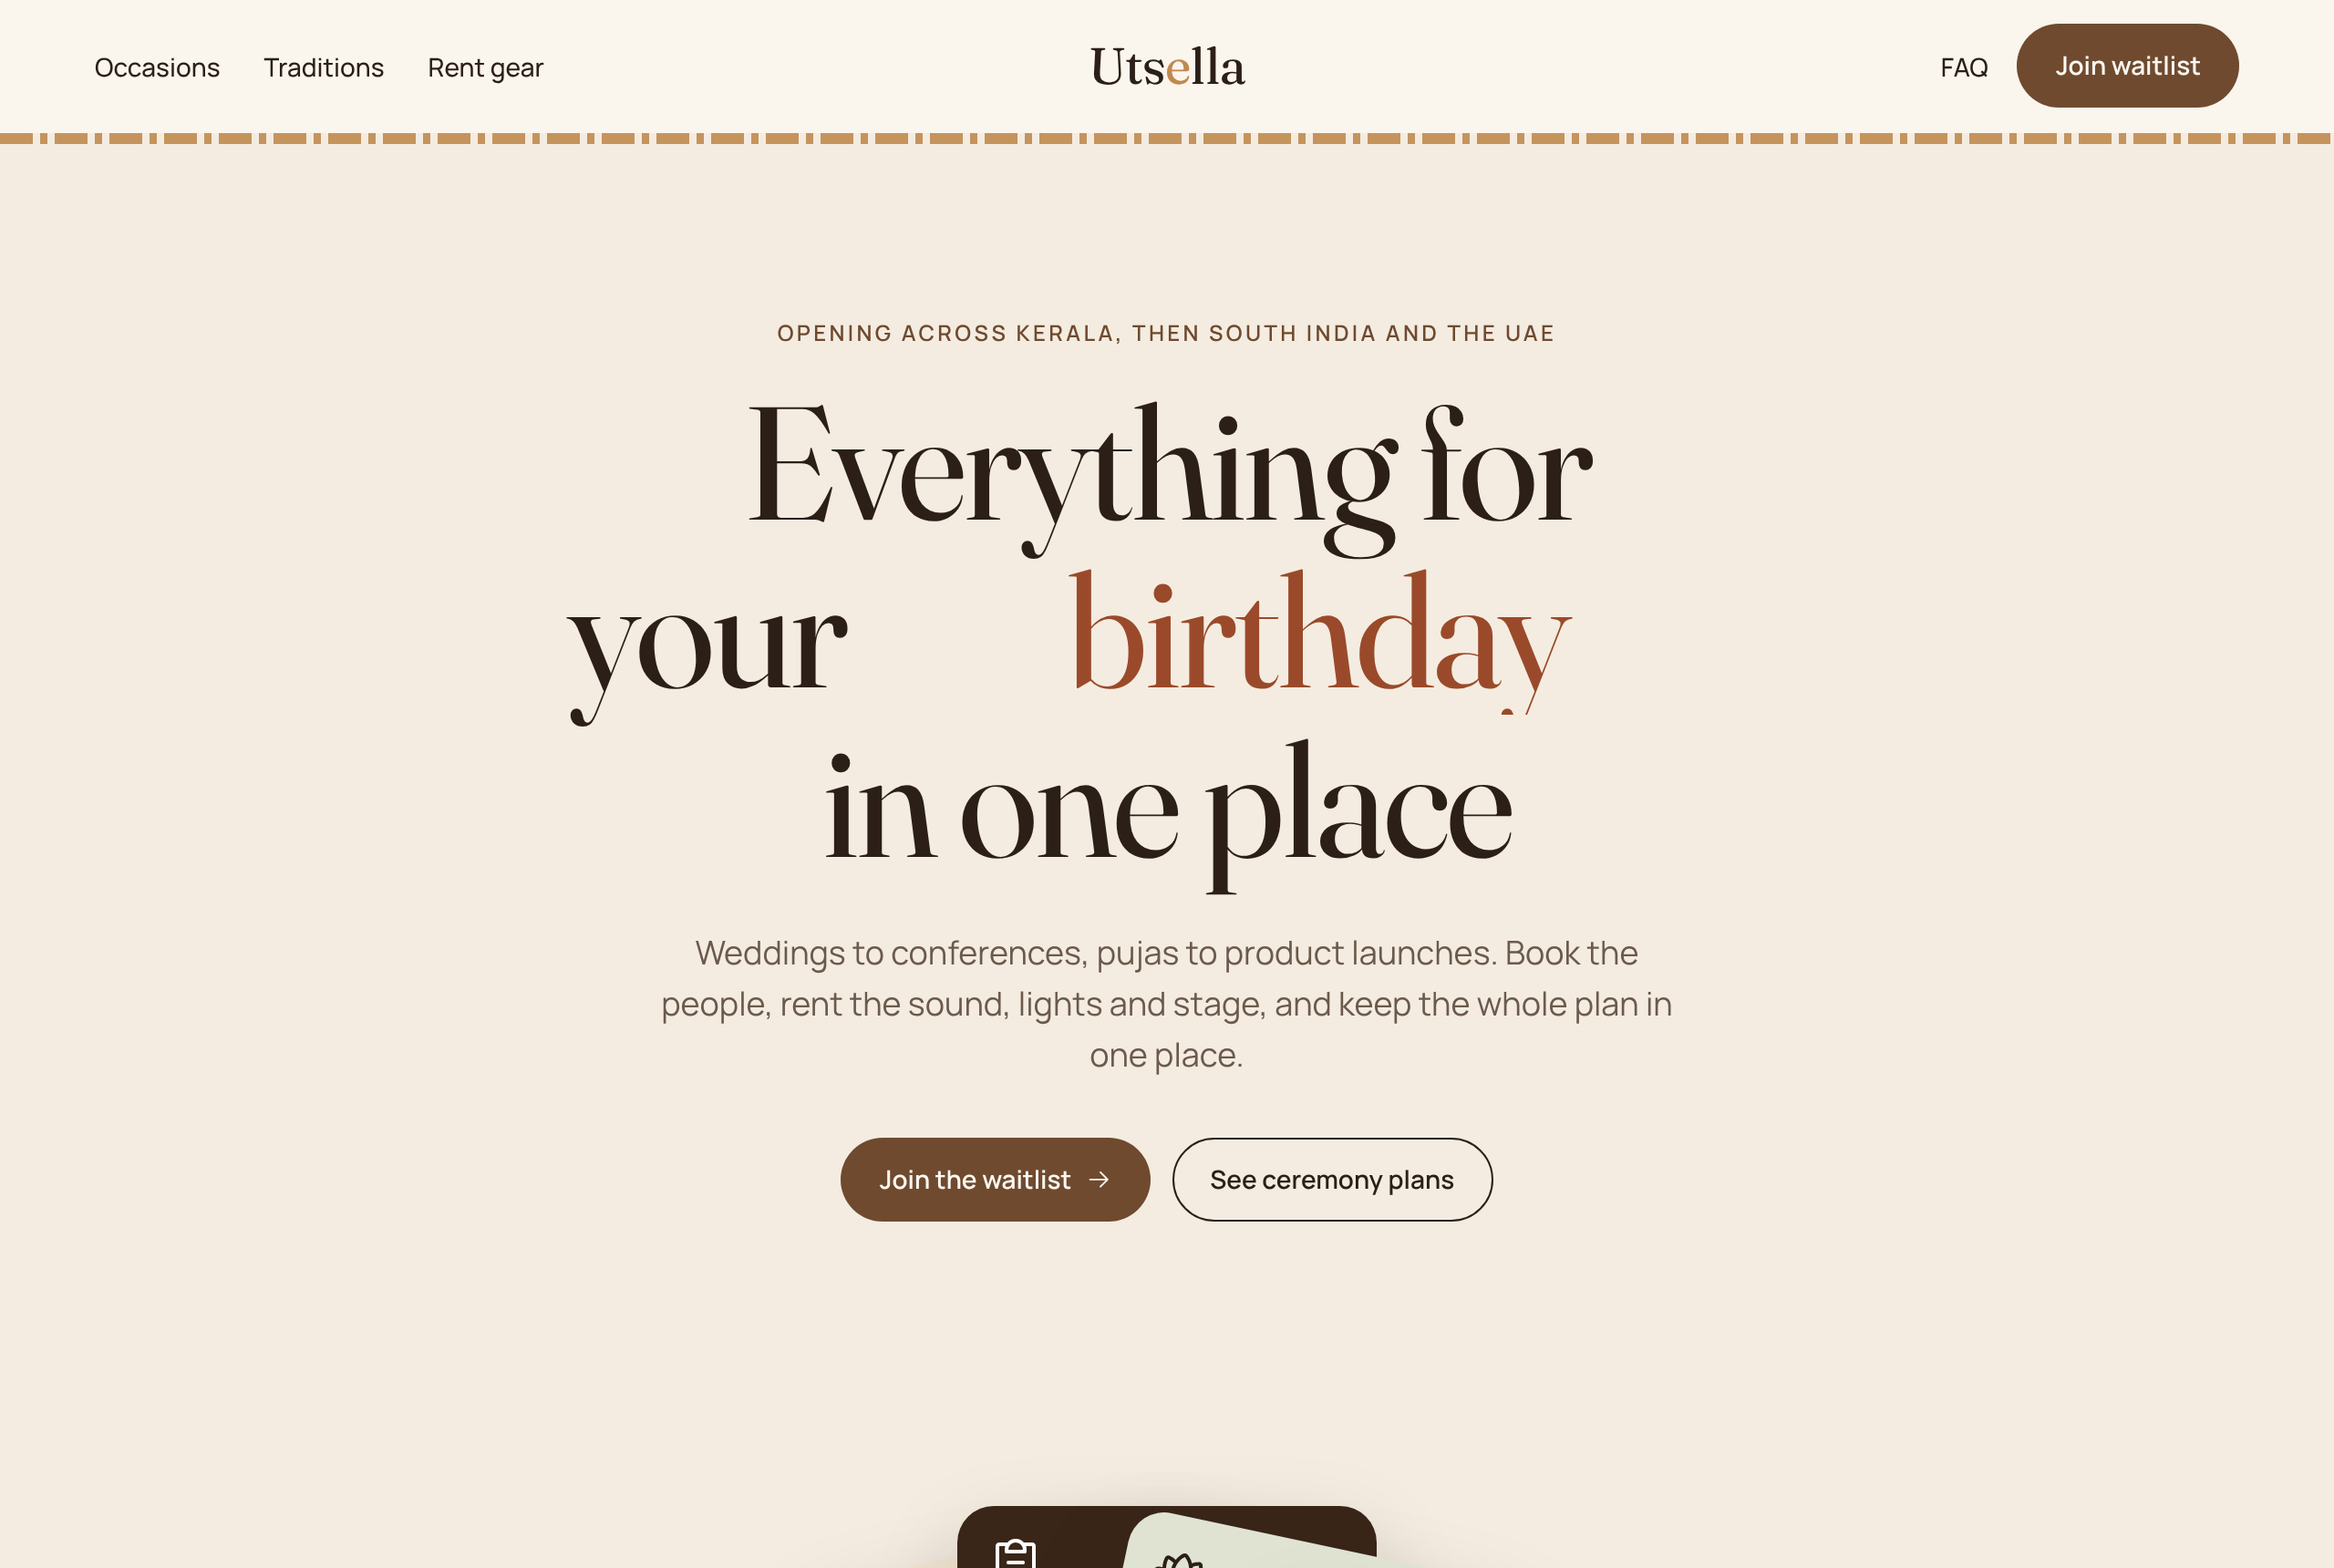 Occasions Traditions Rent gear Utsella FAQ Join waitlist
OPENING ACROSS KERALA, THEN SOUTH INDIA AND THE UAE
Everything for
your birthday
in one place
Weddings to conferences, pujas to product launches. Book the
people, rent the sound, lights and stage, and keep the whole plan in
one place.
Join the waitlist → See ceremony plans